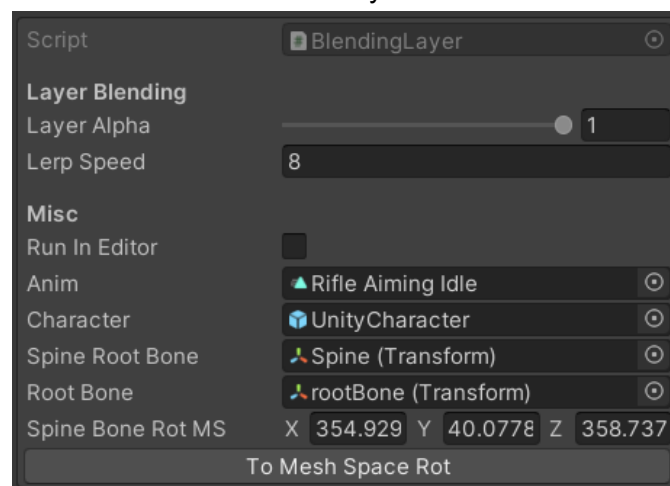 Script BlendingLayer
Layer Blending
Layer Alpha 1
Lerp Speed 8
Misc
Run In Editor
Anim Rifle Aiming Idle
Character UnityCharacter
Spine Root Bone Spine (Transform)
Root Bone rootBone (Transform)
Spine Bone Rot MS X 354.929 Y 40.0778 Z 358.737
To Mesh Space Rot